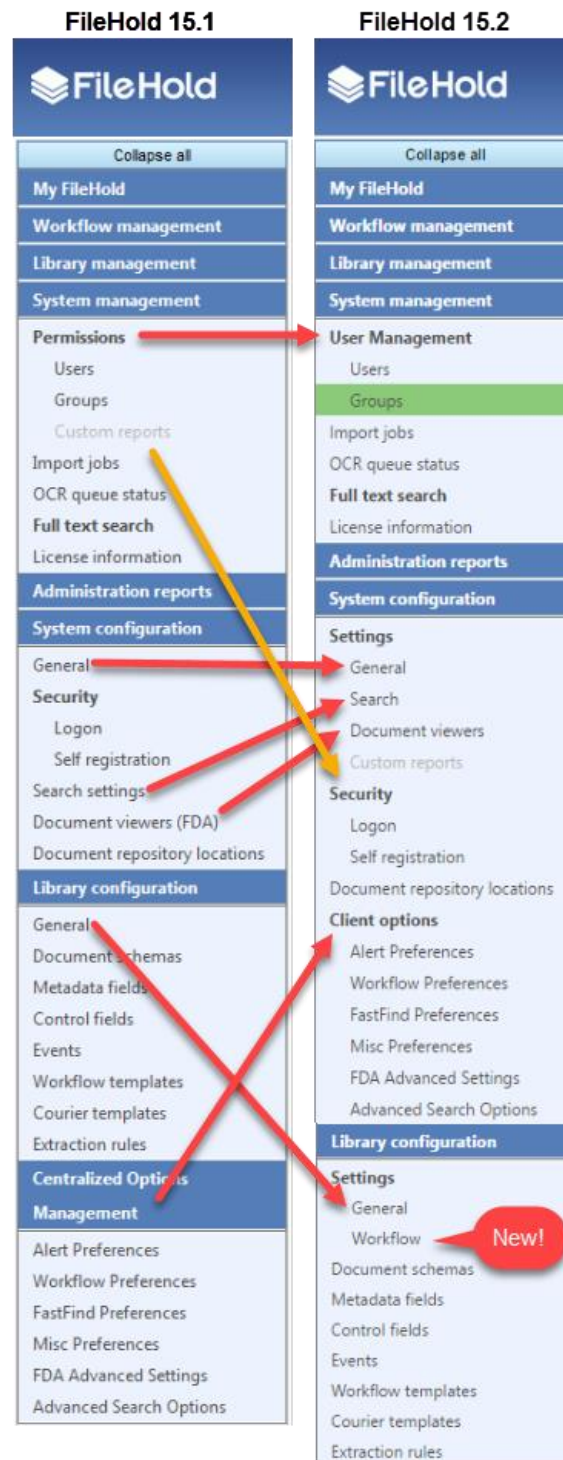 FileHold 15.1
FileHold
Collapse all
My FileHold
Workflow management
Library management
System management
Permissions
Users
Groups
Custom reports
Import jobs
OCR queue status
Full text search
License information
Administration reports
System configuration
General
Security
Logon
Self registration
Search settings
Document viewers (FDA)
Document repository locations
Library configuration
General
Document schemas
Metadata fields
Control fields
Events
Workflow templates
Courier templates
Extraction rules
Centralized Options
Management
Alert Preferences
Workflow Preferences
FastFind Preferences
Misc Preferences
FDA Advanced Settings
Advanced Search Options
FileHold 15.2
FileHold
Collapse all
My FileHold
Workflow management
Library management
System management
User Management
Users
Groups
Import jobs
OCR queue status
Full text search
License information
Administration reports
System configuration
Settings
General
Search
Document viewers
Custom reports
Security
Logon
Self registration
Document repository locations
Client options
Alert Preferences
Workflow Preferences
FastFind Preferences
Misc Preferences
FDA Advanced Settings
Advanced Search Options
Library configuration
Settings
General
Workflow New!
Document schemas
Metadata fields
Control fields
Events
Workflow templates
Courier templates
Extraction rules